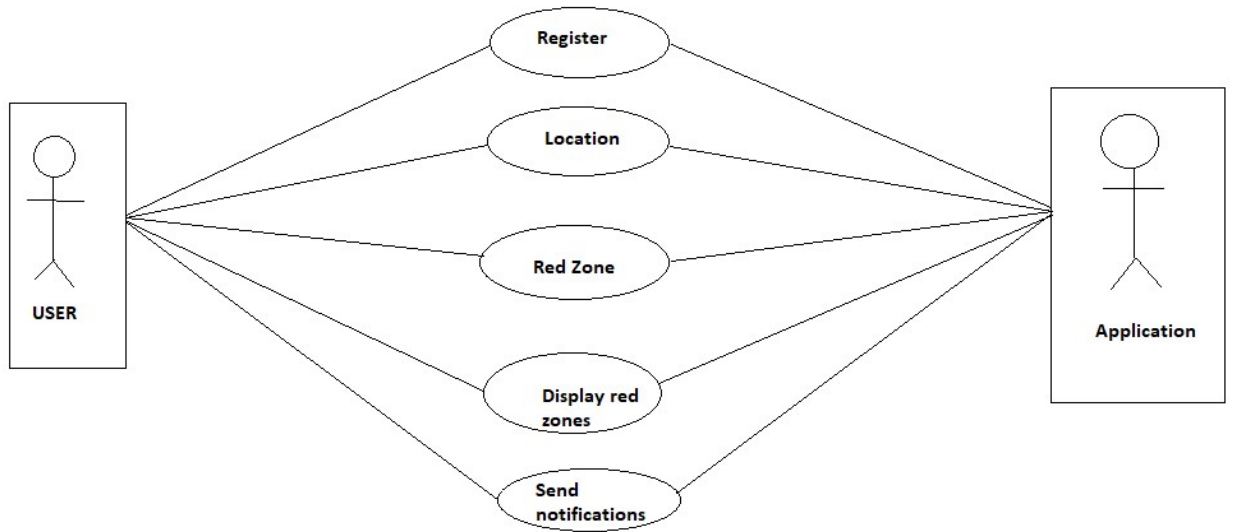 Register
Location
Red Zone
USER
Application
Display red
zones
Send
notifications